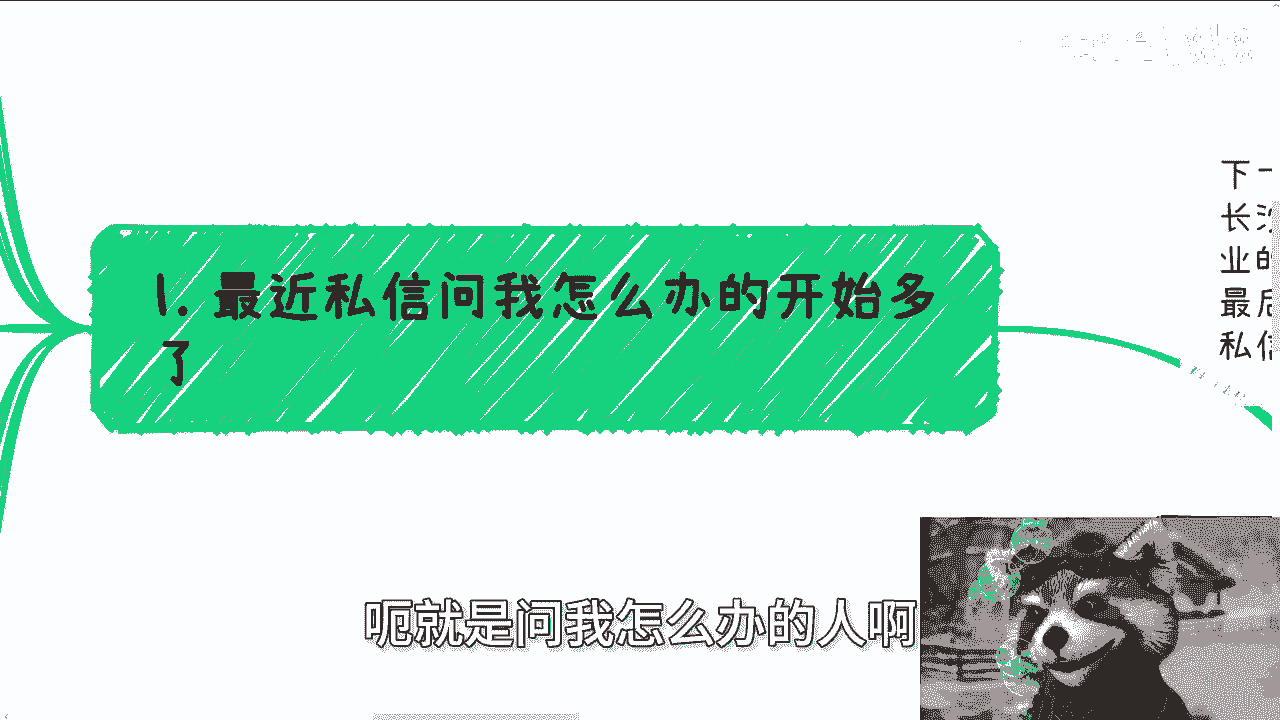 1. 最近私信问我怎么办的开始多
了
下一
长沙
业的
最后
私信
呃就是问我怎么办的人啊